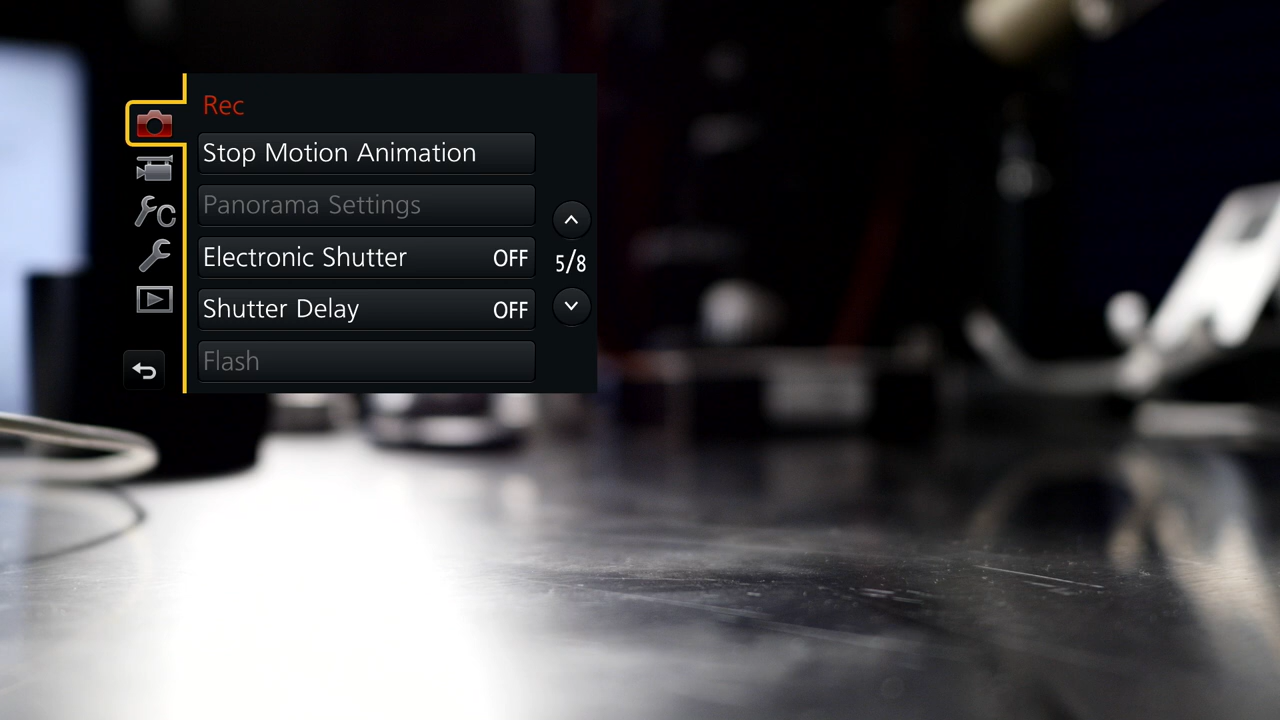 Rec
Stop Motion Animation
Panorama Settings
Electronic Shutter OFF
5/8
Shutter Delay OFF
Flash